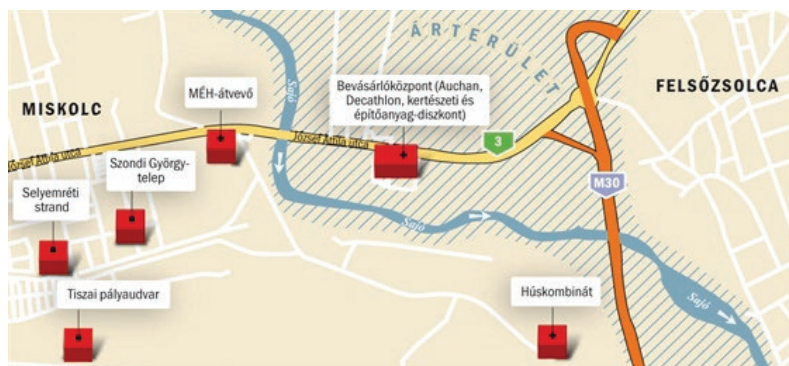 ÁRTERÜLET
Sajó
MÉH-átvevő
Bevásárlóközpont (Auchan,
Decathlon, kertészeti és
építőanyag-diszkont)
FELSŐZSOLCA
MISKOLC
József Attila utca
József Attila utca
3
Szondi György-
telep
Selyemréti
strand
M30
Sajó
Tiszai pályaudvar
Húskombinát
Sajó